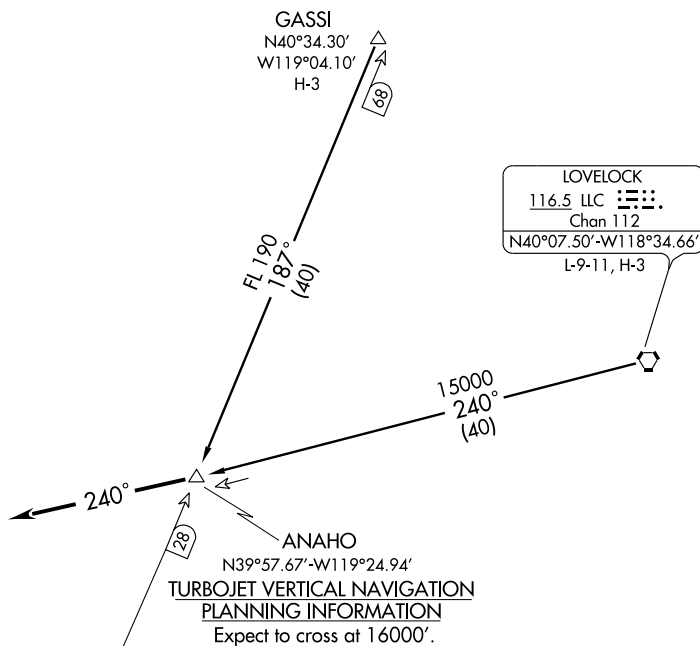 GASSI
N40°34.30'
W119°04.10'
H-3
68
LOVELOCK
116.5 LLC
Chan 112
N40°07.50'-W118°34.66'
L-9-11, H-3
FL 190
187°
(40)
15000
240°
(40)
240°
28
ANAHO
N39°57.67'-W119°24.94'
TURBOJET VERTICAL NAVIGATION
PLANNING INFORMATION
Expect to cross at 16000'.